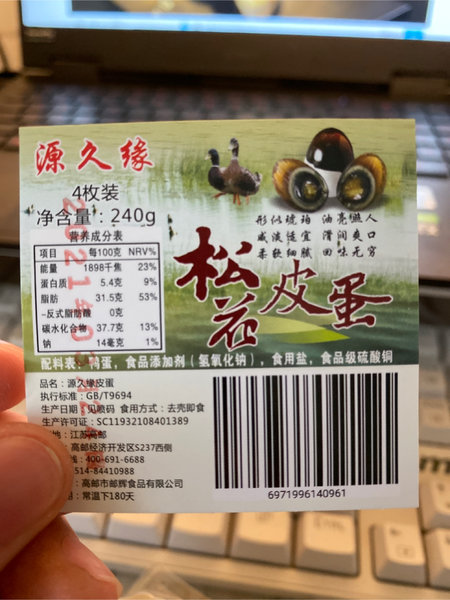 源久缘
4枚装
净含量：240g
形似琥珀 油亮照人
咸淡适宜 滑润爽口
柔软细腻 回味无穷
松花皮蛋
营养成分表
项目 每100克 NRV%
能量 1898千焦 23%
蛋白质 5.4克 9%
脂肪 31.5克 53%
-反式脂肪酸 0克
碳水化合物 37.7克 13%
钠 14毫克 1%
配料表：鸭蛋，食品添加剂（氢氧化钠），食用盐，食品级硫酸铜
品名：源久缘皮蛋
执行标准：GB/T9694
生产日期：见喷码 食用方式：去壳即食
生产许可证：SC11932108401389
地：江苏高邮
高邮经济开发区S237西侧
线：400-691-6688
514-84410988
：高邮市邮辉食品有限公司
期：常温下180天
6971996140961